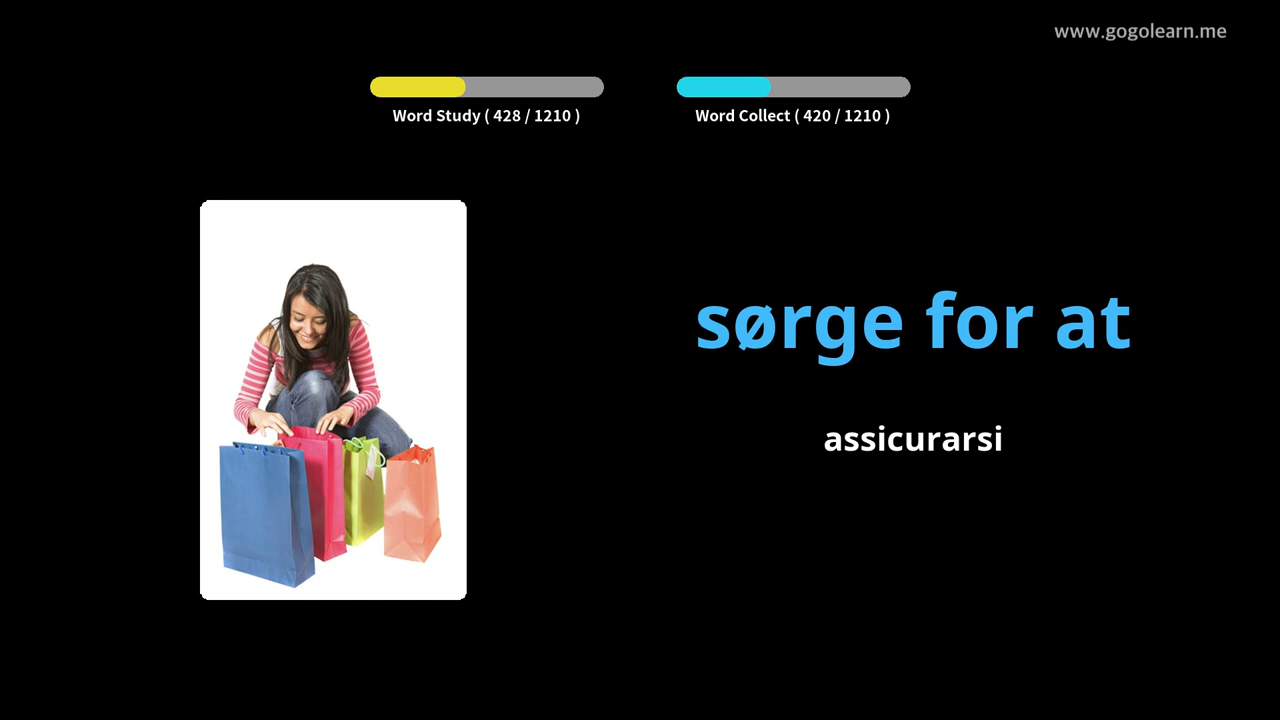 www.gogolearn.me
Word Study ( 428 / 1210 )
Word Collect ( 420 / 1210 )
sørge for at
assicurarsi